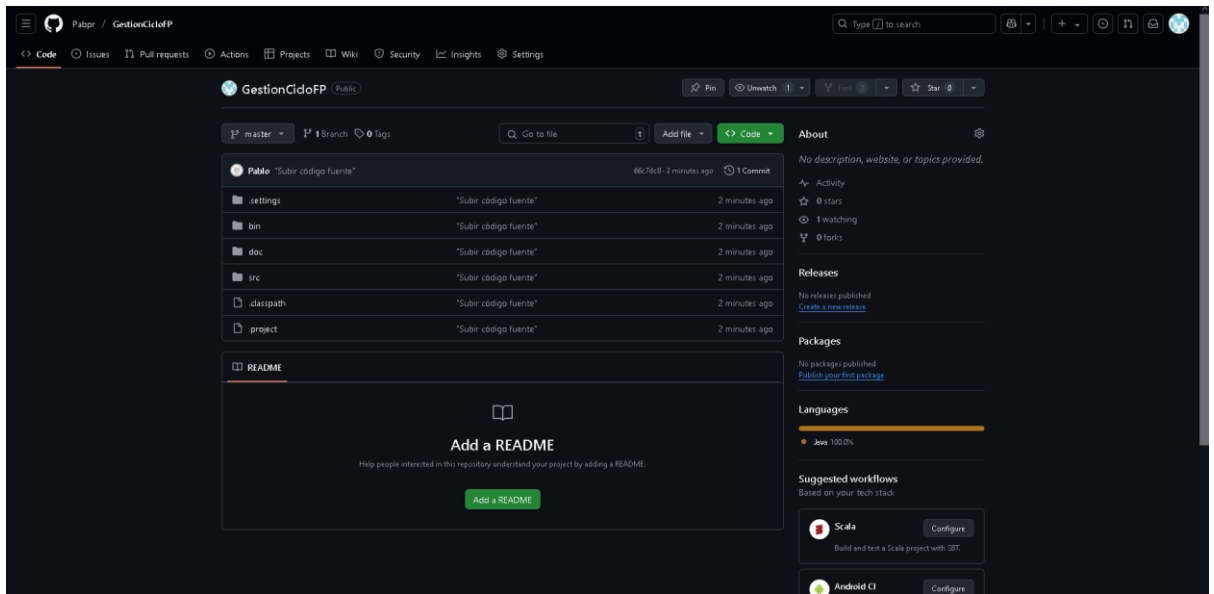 Pabpr / GestionCicloFP
Type / to search
Code Issues Pull requests Actions Projects Wiki Security Insights Settings
GestionCicloFP Public
Pin Unwatch 1 Fork 0 Star 0
master 1 Branch 0 Tags
Go to file t Add file Code
Pablo "Subir código fuente" 66c7dc8 · 2 minutes ago 1 Commit
.settings "Subir código fuente" 2 minutes ago
bin "Subir código fuente" 2 minutes ago
doc "Subir código fuente" 2 minutes ago
src "Subir código fuente" 2 minutes ago
.classpath "Subir código fuente" 2 minutes ago
.project "Subir código fuente" 2 minutes ago
README
Add a README
Help people interested in this repository understand your project by adding a README.
Add a README
About
No description, website, or topics provided.
Activity
0 stars
1 watching
0 forks
Releases
No releases published
Create a new release
Packages
No packages published
Publish your first package
Languages
Java 100.0%
Suggested workflows
Based on your tech stack
Scala Configure
Build and test a Scala project with SBT.
Android CI Configure